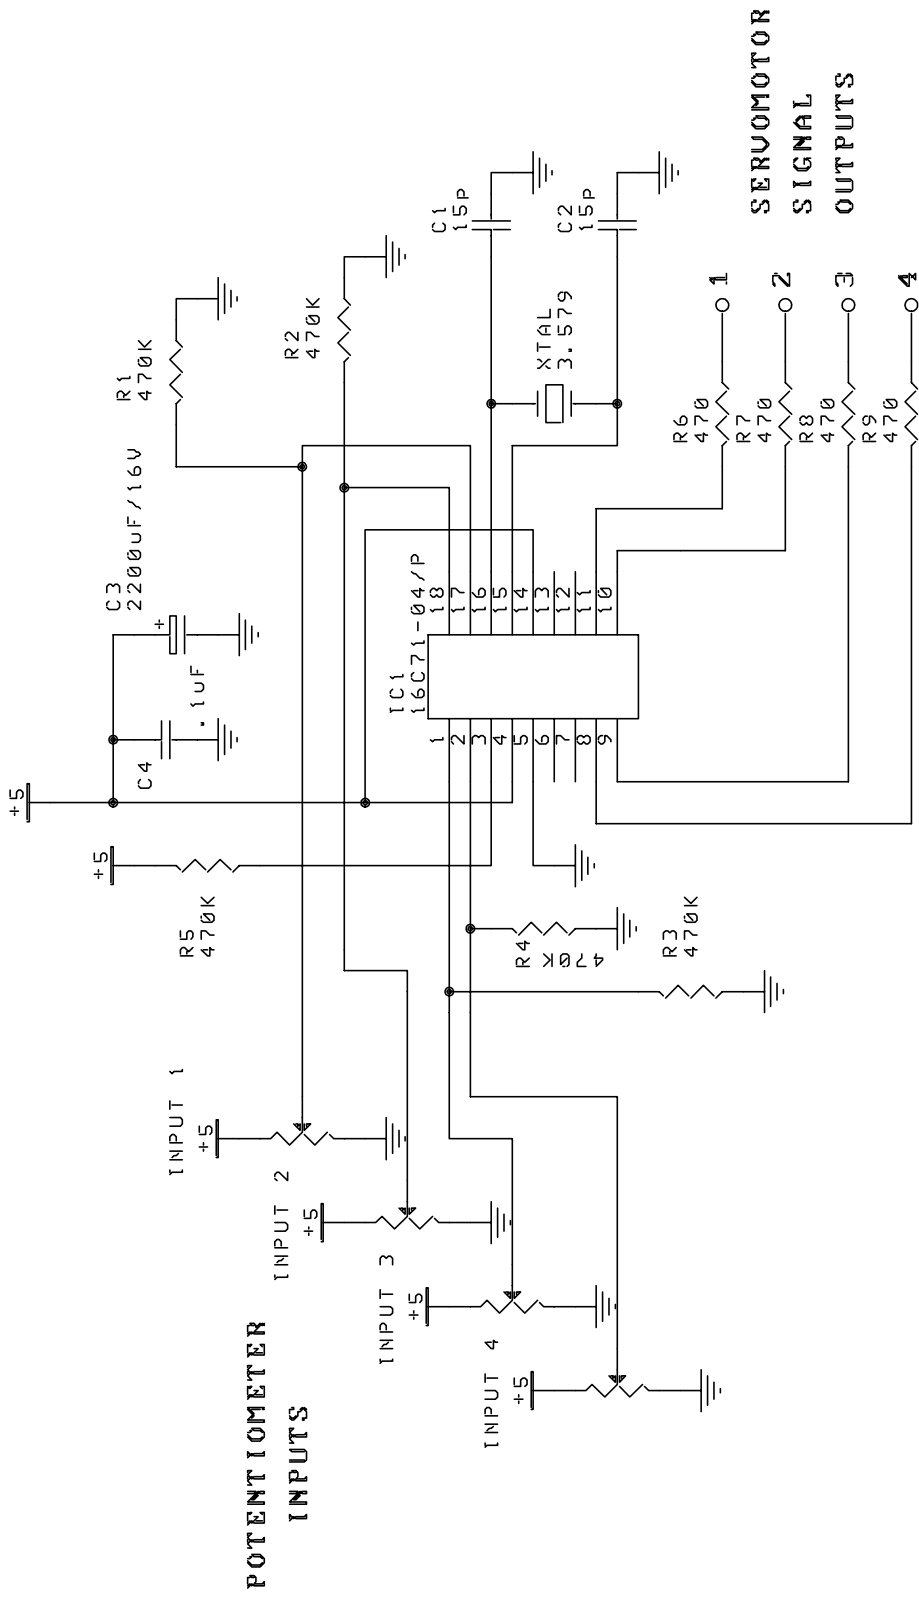 POTENTIOMETER
INPUTS
INPUT 1
+5
INPUT 2
+5
INPUT 3
+5
INPUT 4
+5
+5
R5
470K
+5
C4
.1uF
C3
2200uF/16V
+
R1
470K
R2
470K
R4
470K
R3
470K
IC1
16C71-04/P
1
2
3
4
5
6
7
8
9
18
17
16
15
14
13
12
11
10
C1
15P
C2
15P
XTAL
3.579
R6
470
R7
470
R8
470
R9
470
1
2
3
4
SERVOMOTOR
SIGNAL
OUTPUTS